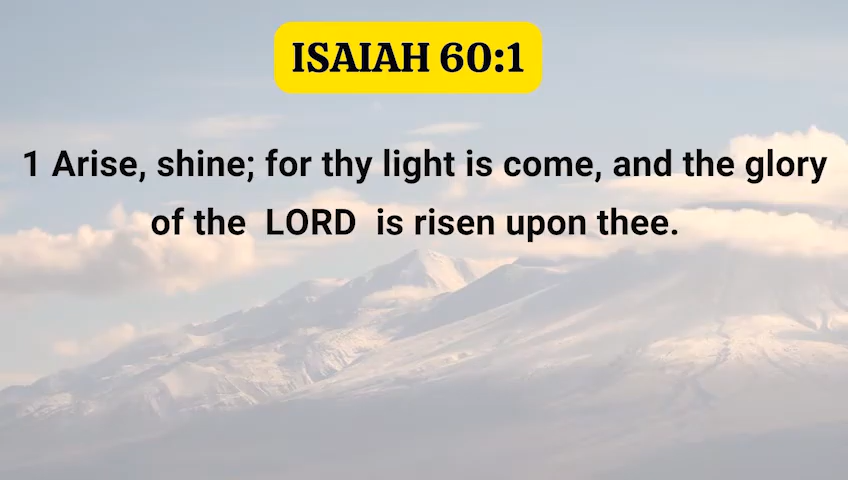 ISAIAH 60:1
1 Arise, shine; for thy light is come, and the glory
of the LORD is risen upon thee.